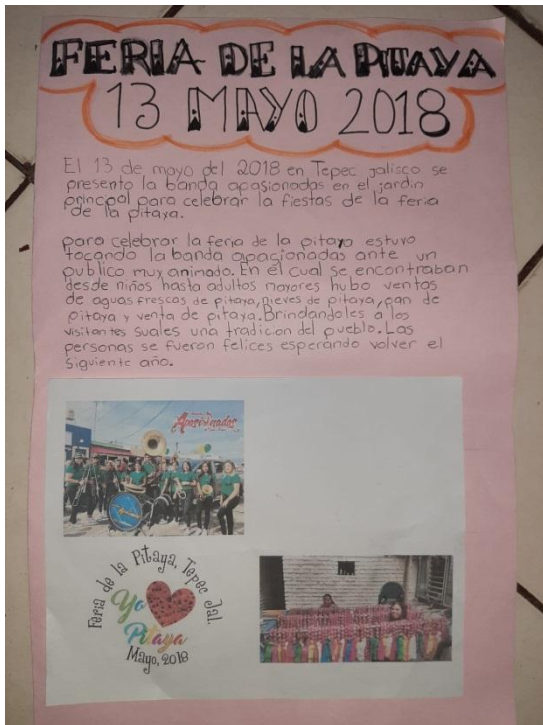 FERIA DE LA PITAYA
13 MAYO 2018
El 13 de mayo del 2018 en Tepec jalisco se
presento la banda apasionadas en el jardin
principal para celebrar la fiestas de la feria
de la pitaya.
para celebrar la feria de la pitaya estuvo
tocando la banda apacionadas ante un
publico muy animado. En el cual se encontraban
desde niños hasta adultos mayores hubo ventas
de aguas frescas de pitaya, nieves de pitaya, pan de
pitaya y venta de pitaya. Brindandoles a los
visitantes suales una tradicion del pueblo. Las
personas se fueron felices esperando volver el
siguiente año.
Apasionadas
Feria de la Pitaya, Tepec Jal.
Yo
Pitaya
Mayo, 2018